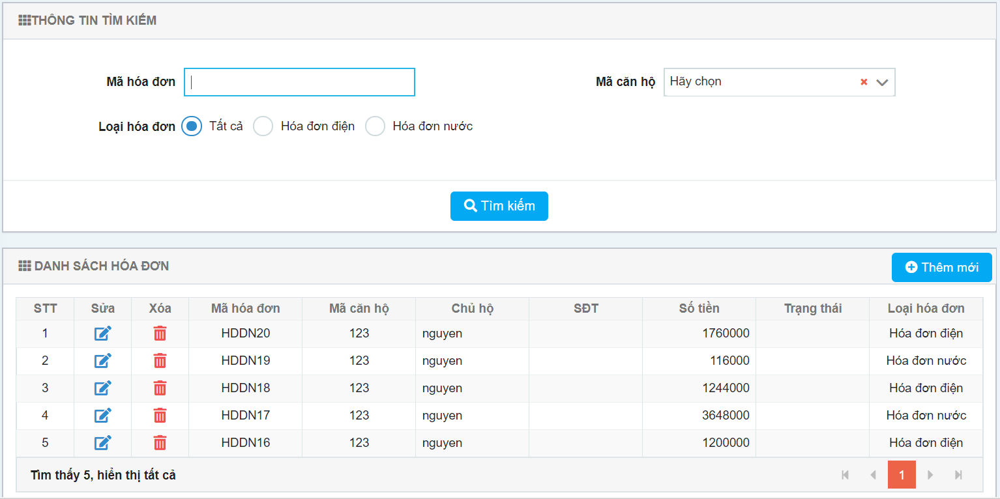 THÔNG TIN TÌM KIẾM
Mã hóa đơn
Mã căn hộ Hãy chọn
Loại hóa đơn Tất cả Hóa đơn điện Hóa đơn nước
Tìm kiếm
DANH SÁCH HÓA ĐƠN Thêm mới
STT Sửa Xóa Mã hóa đơn Mã căn hộ Chủ hộ SĐT Số tiền Trạng thái Loại hóa đơn
1 HDDN20 123 nguyen 1760000 Hóa đơn điện
2 HDDN19 123 nguyen 116000 Hóa đơn nước
3 HDDN18 123 nguyen 1244000 Hóa đơn điện
4 HDDN17 123 nguyen 3648000 Hóa đơn nước
5 HDDN16 123 nguyen 1200000 Hóa đơn điện
Tìm thấy 5, hiển thị tất cả 1